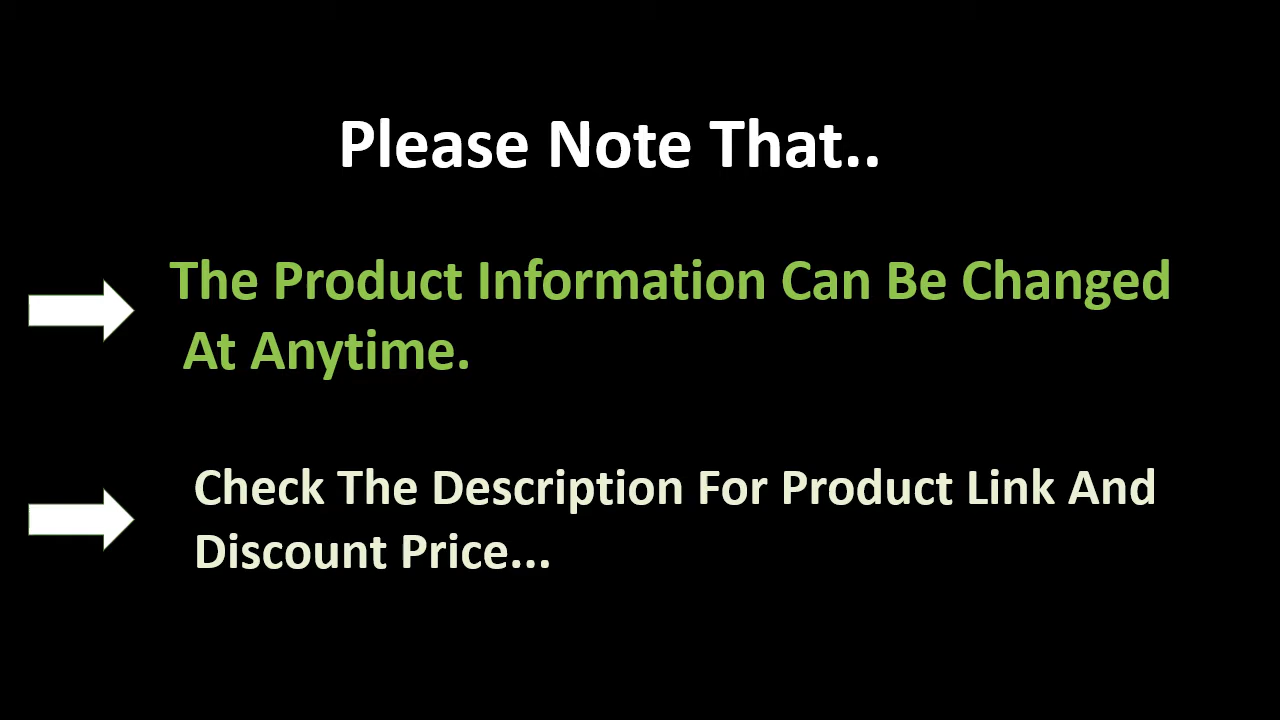 Please Note That..
The Product Information Can Be Changed
At Anytime.
Check The Description For Product Link And
Discount Price...